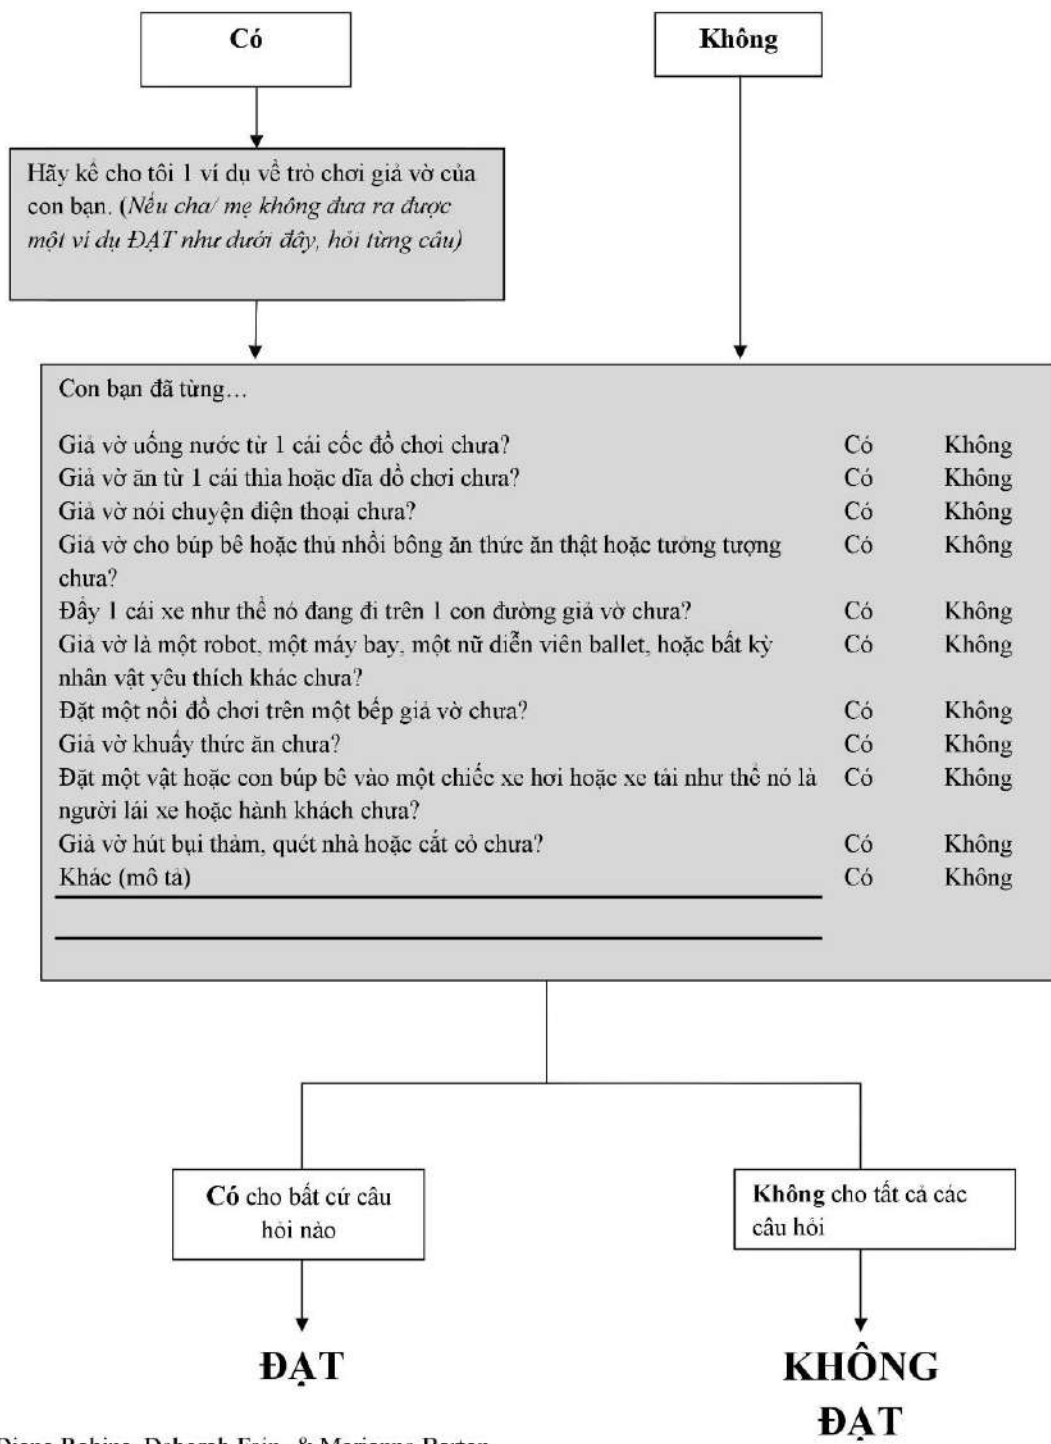 Có
Không
Hãy kể cho tôi 1 ví dụ về trò chơi giả vờ của
con bạn. (Nếu cha/ mẹ không đưa ra được
một ví dụ ĐẠT như dưới đây, hỏi từng câu)
Con bạn đã từng…
Giả vờ uống nước từ 1 cái cốc đồ chơi chưa? Có Không
Giả vờ ăn từ 1 cái thìa hoặc dĩa đồ chơi chưa? Có Không
Giả vờ nói chuyện điện thoại chưa? Có Không
Giả vờ cho búp bê hoặc thú nhồi bông ăn thức ăn thật hoặc tưởng tượng Có Không
chưa?
Đẩy 1 cái xe như thể nó đang đi trên 1 con đường giả vờ chưa? Có Không
Giả vờ là một robot, một máy bay, một nữ diễn viên ballet, hoặc bất kỳ Có Không
nhân vật yêu thích khác chưa?
Đặt một nồi đồ chơi trên một bếp giả vờ chưa? Có Không
Giả vờ khuấy thức ăn chưa? Có Không
Đặt một vật hoặc con búp bê vào một chiếc xe hơi hoặc xe tải như thể nó là Có Không
người lái xe hoặc hành khách chưa?
Giả vờ hút bụi thảm, quét nhà hoặc cắt cỏ chưa? Có Không
Khác (mô tả) Có Không
Có cho bất cứ câu
hỏi nào
Không cho tất cả các
câu hỏi
ĐẠT
KHÔNG
ĐẠT